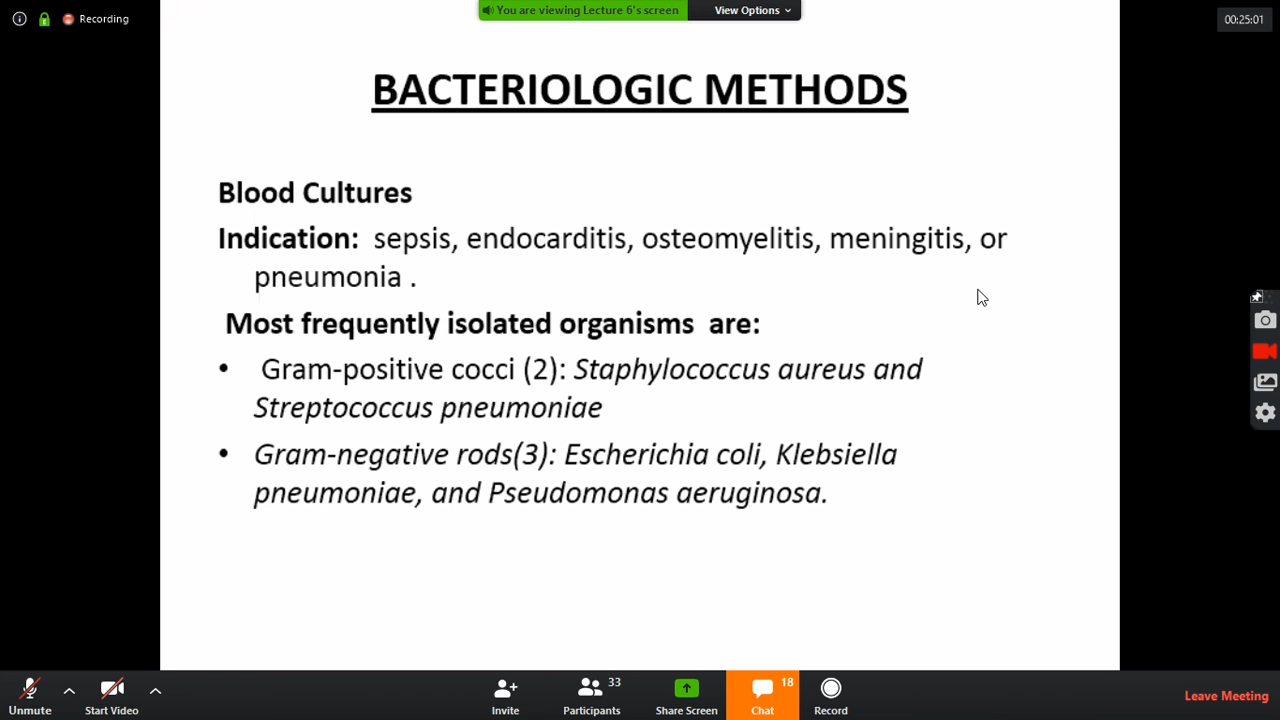 Recording
You are viewing Lecture 6's screen
View Options
00:25:01
BACTERIOLOGIC METHODS
Blood Cultures
Indication: sepsis, endocarditis, osteomyelitis, meningitis, or
pneumonia .
Most frequently isolated organisms are:
• Gram-positive cocci (2): Staphylococcus aureus and
Streptococcus pneumoniae
• Gram-negative rods(3): Escherichia coli, Klebsiella
pneumoniae, and Pseudomonas aeruginosa.
Unmute
Start Video
Invite
33
Participants
Share Screen
18
Chat
Record
Leave Meeting